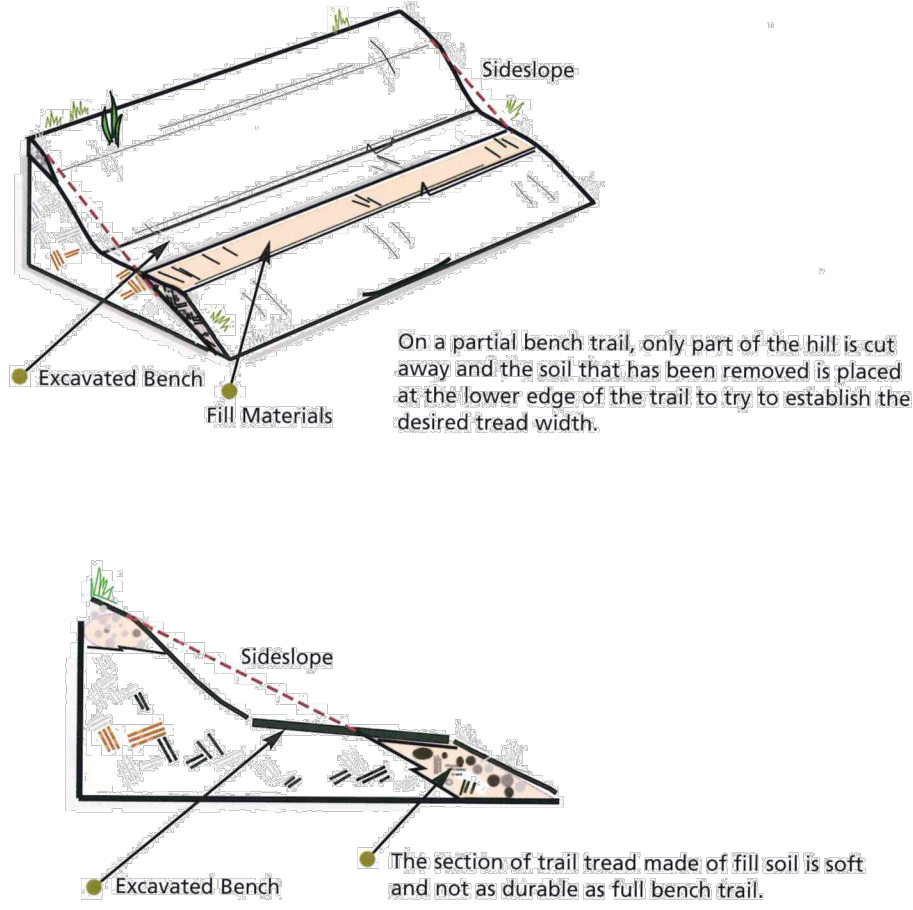 Sideslope
On a partial bench trail, only part of the hill is cut
away and the soil that has been removed is placed
at the lower edge of the trail to try to establish the
desired tread width.
Excavated Bench
Fill Materials
Sideslope
Excavated Bench
The section of trail tread made of fill soil is soft
and not as durable as full bench trail.